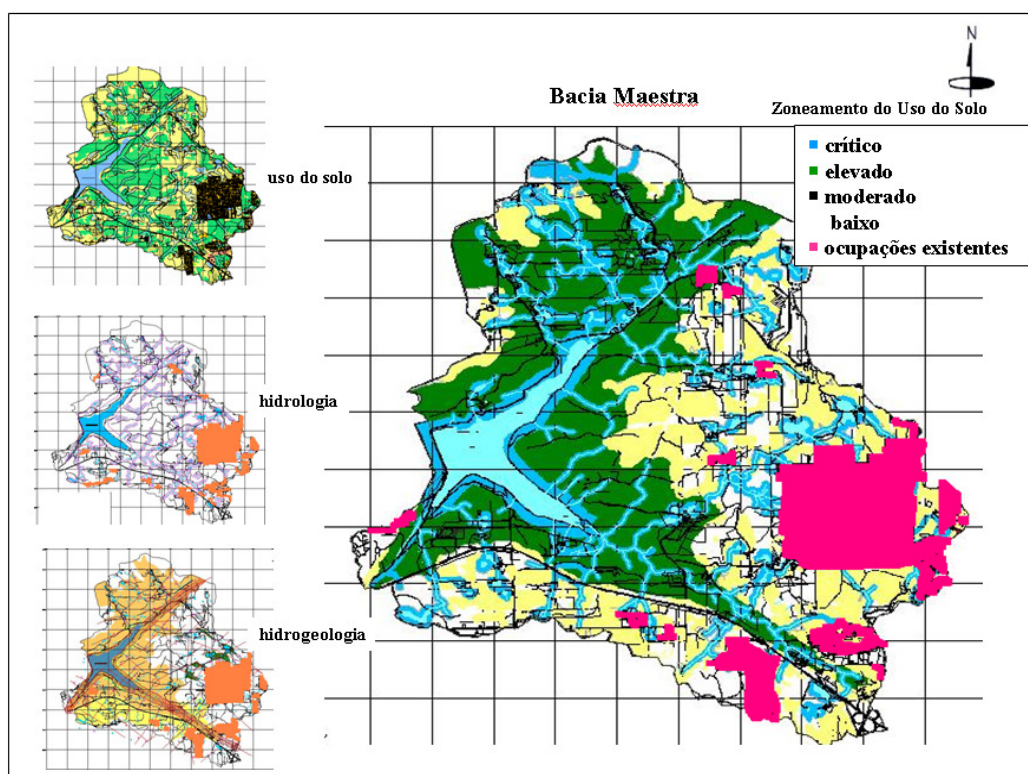 N
Bacia Maestra
Zoneamento do Uso do Solo
crítico
elevado
moderado
baixo
ocupações existentes
uso do solo
hidrologia
hidrogeologia